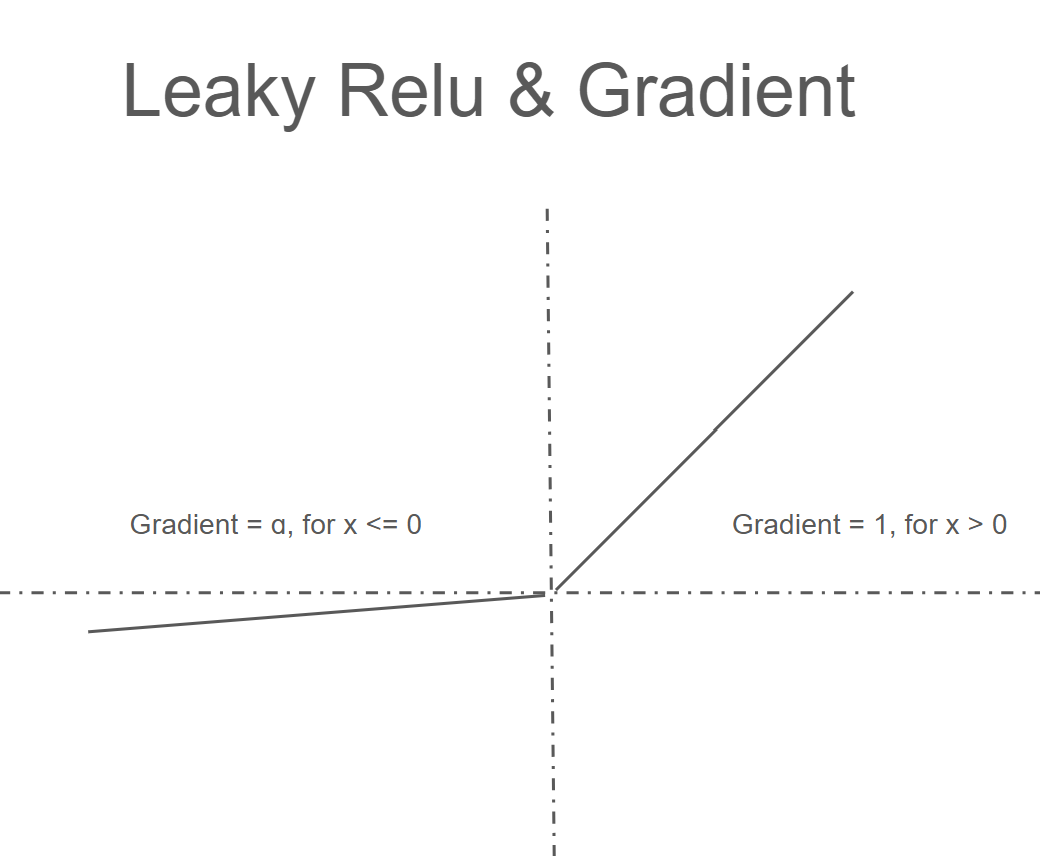 Leaky Relu & Gradient
Gradient = α, for x <= 0
Gradient = 1, for x > 0